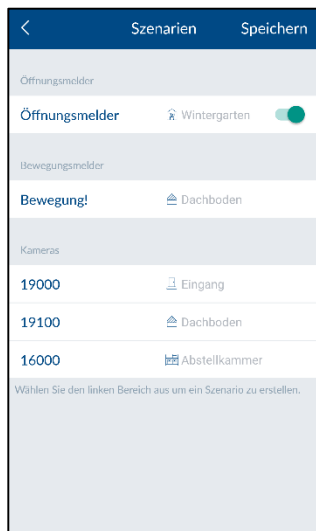 Szenarien Speichern
Öffnungsmelder
Öffnungsmelder Wintergarten
Bewegungsmelder
Bewegung! Dachboden
Kameras
19000 Eingang
19100 Dachboden
16000 Abstellkammer
Wählen Sie den linken Bereich aus um ein Szenario zu erstellen.